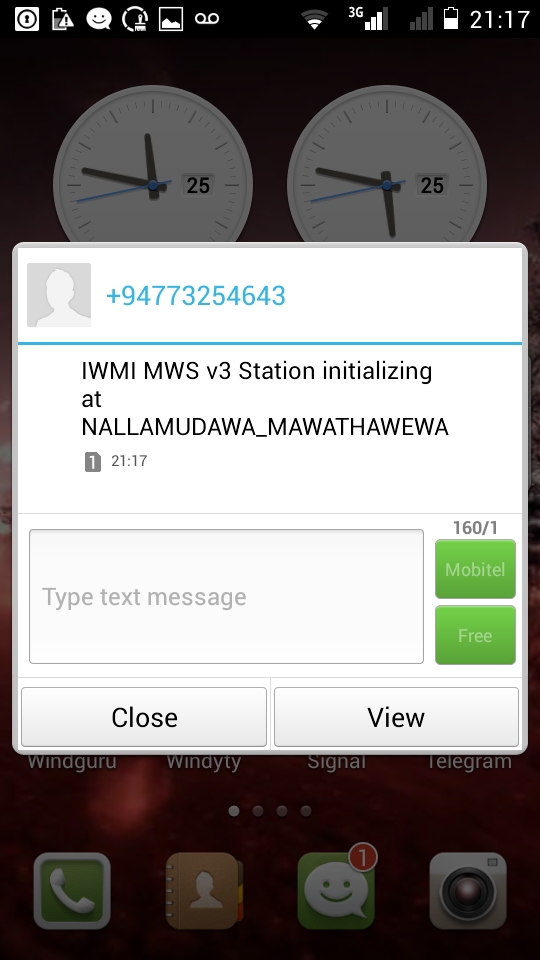 3G 21:17
25 25
+94773254643
IWMI MWS v3 Station initializing
at
NALLAMUDAWA_MAWATHAWEWA
1 21:17
160/1
Type text message
Mobitel
Free
Close View
Windguru Windyty Signal Telegram
1